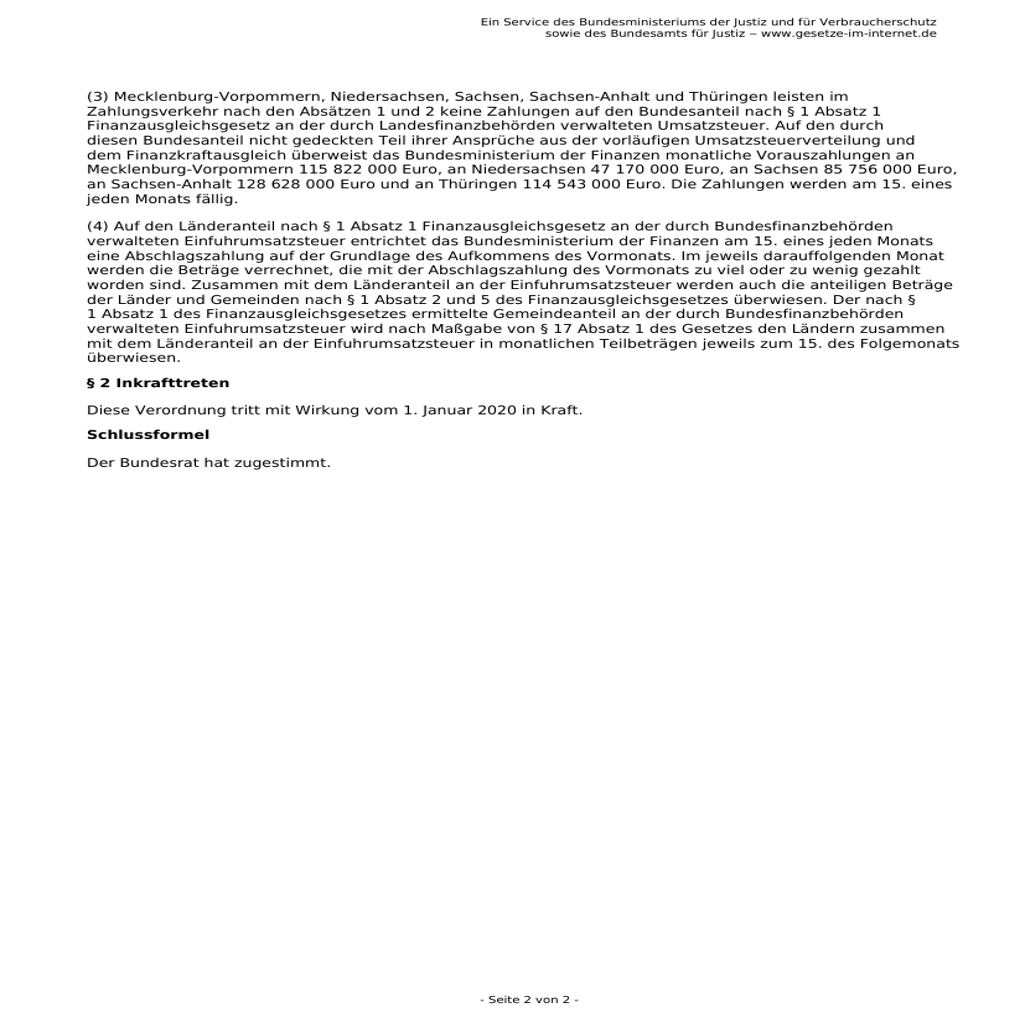 Ein Service des Bundesministeriums der Justiz und für Verbraucherschutz
sowie des Bundesamts für Justiz – www.gesetze-im-internet.de
(3) Mecklenburg-Vorpommern, Niedersachsen, Sachsen, Sachsen-Anhalt und Thüringen leisten im
Zahlungsverkehr nach den Absätzen 1 und 2 keine Zahlungen auf den Bundesanteil nach § 1 Absatz 1
Finanzausgleichsgesetz an der durch Landesfinanzbehörden verwalteten Umsatzsteuer. Auf den durch
diesen Bundesanteil nicht gedeckten Teil ihrer Ansprüche aus der vorläufigen Umsatzsteuerverteilung und
dem Finanzkraftausgleich überweist das Bundesministerium der Finanzen monatliche Vorauszahlungen an
Mecklenburg-Vorpommern 115 822 000 Euro, an Niedersachsen 47 170 000 Euro, an Sachsen 85 756 000 Euro,
an Sachsen-Anhalt 128 628 000 Euro und an Thüringen 114 543 000 Euro. Die Zahlungen werden am 15. eines
jeden Monats fällig.
(4) Auf den Länderanteil nach § 1 Absatz 1 Finanzausgleichsgesetz an der durch Bundesfinanzbehörden
verwalteten Einfuhrumsatzsteuer entrichtet das Bundesministerium der Finanzen am 15. eines jeden Monats
eine Abschlagszahlung auf der Grundlage des Aufkommens des Vormonats. Im jeweils darauffolgenden Monat
werden die Beträge verrechnet, die mit der Abschlagszahlung des Vormonats zu viel oder zu wenig gezahlt
worden sind. Zusammen mit dem Länderanteil an der Einfuhrumsatzsteuer werden auch die anteiligen Beträge
der Länder und Gemeinden nach § 1 Absatz 2 und 5 des Finanzausgleichsgesetzes überwiesen. Der nach §
1 Absatz 1 des Finanzausgleichsgesetzes ermittelte Gemeindeanteil an der durch Bundesfinanzbehörden
verwalteten Einfuhrumsatzsteuer wird nach Maßgabe von § 17 Absatz 1 des Gesetzes den Ländern zusammen
mit dem Länderanteil an der Einfuhrumsatzsteuer in monatlichen Teilbeträgen jeweils zum 15. des Folgemonats
überwiesen.
§ 2 Inkrafttreten
Diese Verordnung tritt mit Wirkung vom 1. Januar 2020 in Kraft.
Schlussformel
Der Bundesrat hat zugestimmt.
- Seite 2 von 2 -